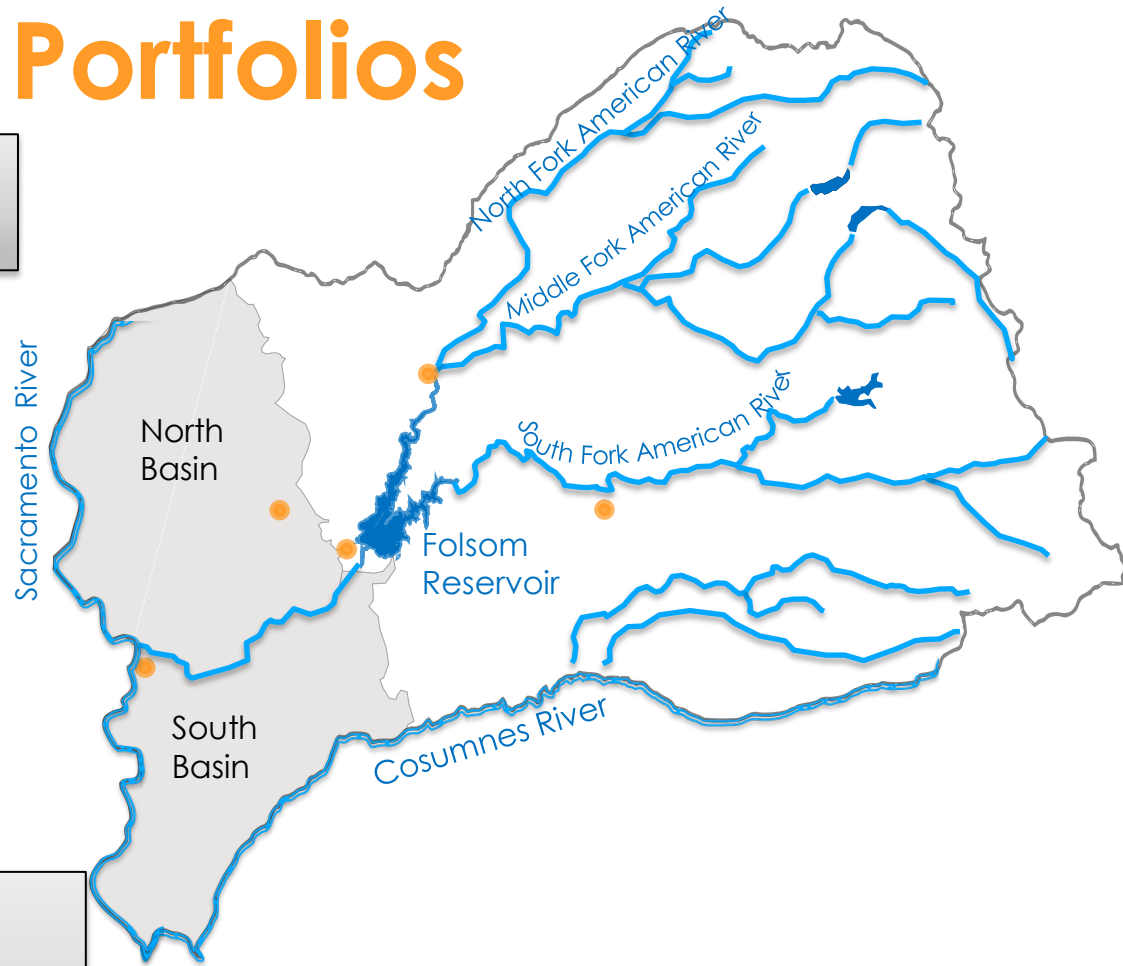 Portfolios
North Fork American River
Middle Fork American River
Sacramento River
South Fork American River
North
Basin
Folsom
Reservoir
South
Basin
Cosumnes River